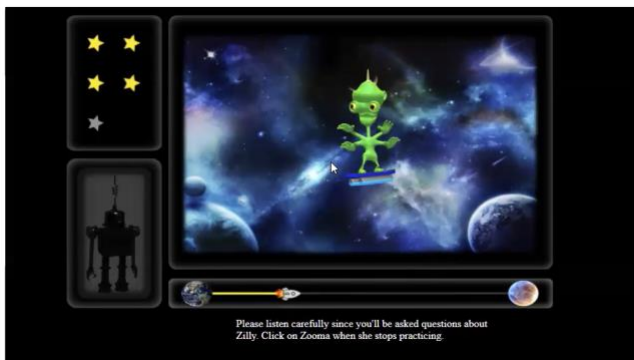 Please listen carefully since you'll be asked questions about
Zilly. Click on Zooma when she stops practicing.